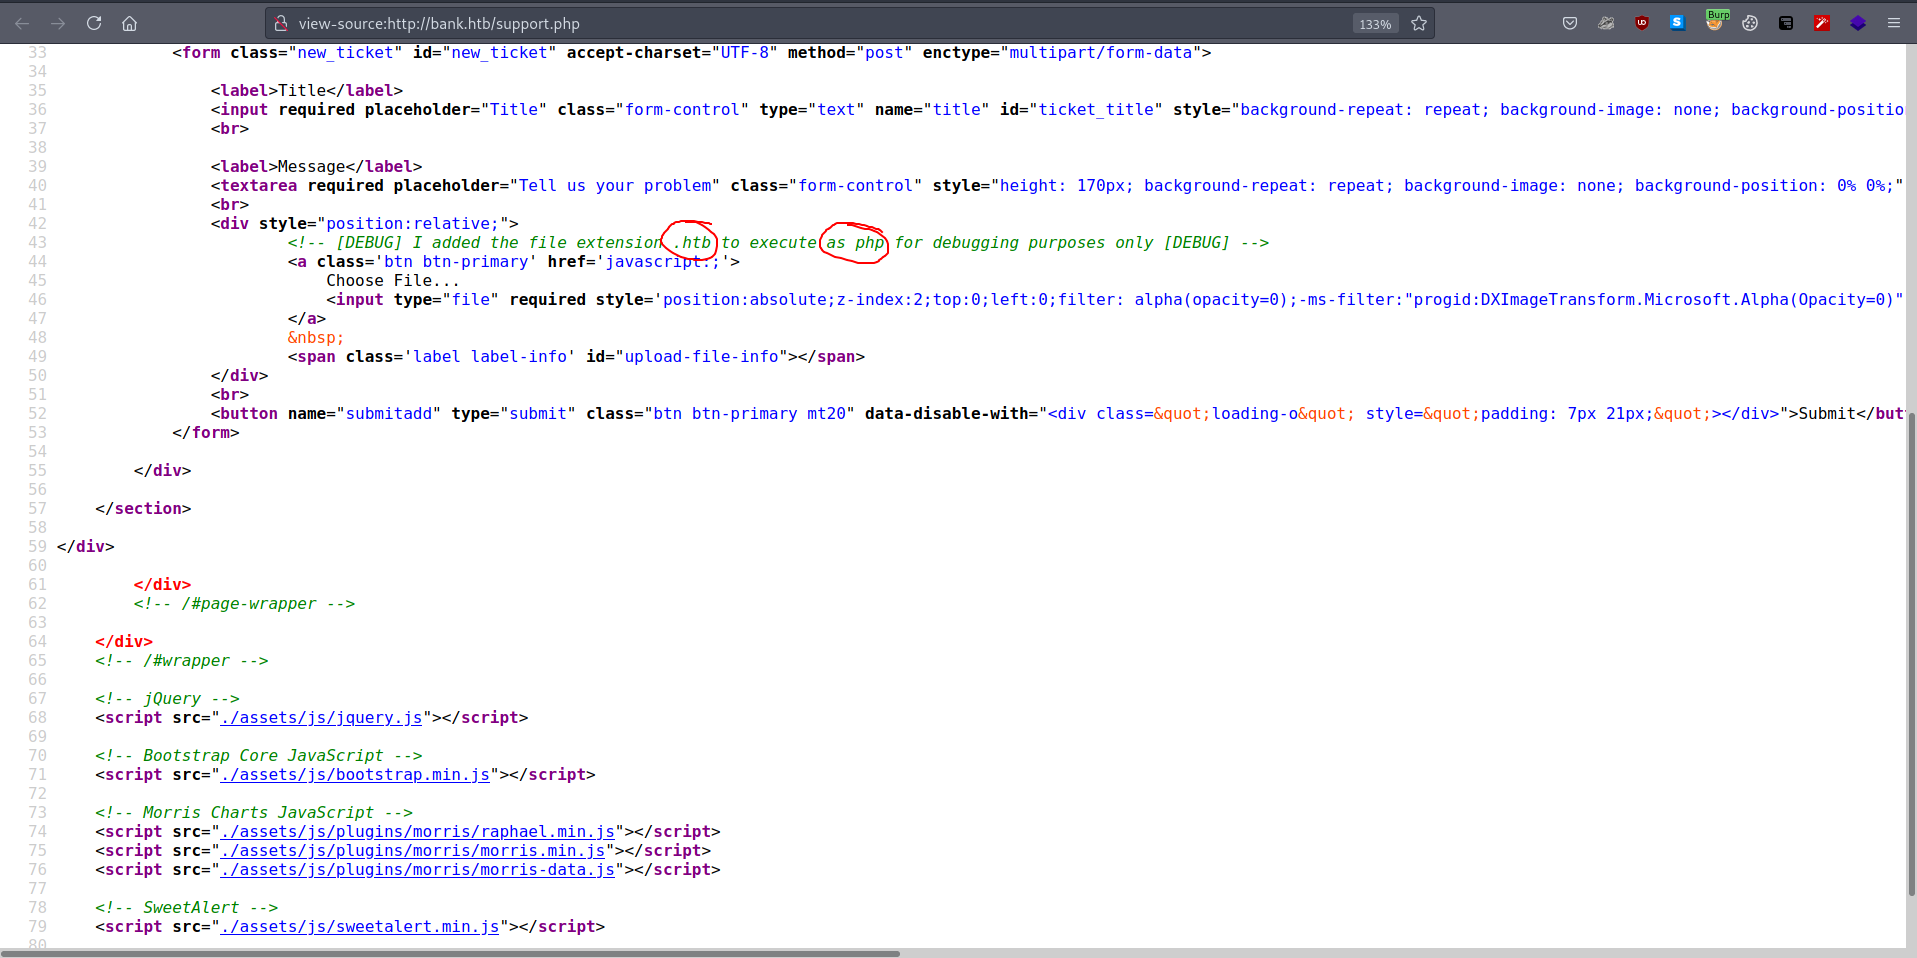 view-source:http://bank.htb/support.php 133% Burp
33 <form class="new_ticket" id="new_ticket" accept-charset="UTF-8" method="post" enctype="multipart/form-data">
34
35 <label>Title</label>
36 <input required placeholder="Title" class="form-control" type="text" name="title" id="ticket_title" style="background-repeat: repeat; background-image: none; background-positio
37 <br>
38
39 <label>Message</label>
40 <textarea required placeholder="Tell us your problem" class="form-control" style="height: 170px; background-repeat: repeat; background-image: none; background-position: 0% 0%;"
41 <br>
42 <div style="position:relative;">
43 <!-- [DEBUG] I added the file extension .htb to execute as php for debugging purposes only [DEBUG] -->
44 <a class='btn btn-primary' href='javascript:;'>
45 Choose File...
46 <input type="file" required style='position:absolute;z-index:2;top:0;left:0;filter: alpha(opacity=0);-ms-filter:"progid:DXImageTransform.Microsoft.Alpha(Opacity=0)"
47 </a>
48 &nbsp;
49 <span class='label label-info' id="upload-file-info"></span>
50 </div>
51 <br>
52 <button name="submitadd" type="submit" class="btn btn-primary mt20" data-disable-with="<div class=&quot;loading-o&quot; style=&quot;padding: 7px 21px;&quot;></div>">Submit</but
53 </form>
54
55 </div>
56
57 </section>
58
59 </div>
60
61 </div>
62 <!-- /#page-wrapper -->
63
64 </div>
65 <!-- /#wrapper -->
66
67 <!-- jQuery -->
68 <script src="./assets/js/jquery.js"></script>
69
70 <!-- Bootstrap Core JavaScript -->
71 <script src="./assets/js/bootstrap.min.js"></script>
72
73 <!-- Morris Charts JavaScript -->
74 <script src="./assets/js/plugins/morris/raphael.min.js"></script>
75 <script src="./assets/js/plugins/morris/morris.min.js"></script>
76 <script src="./assets/js/plugins/morris/morris-data.js"></script>
77
78 <!-- SweetAlert -->
79 <script src="./assets/js/sweetalert.min.js"></script>
80